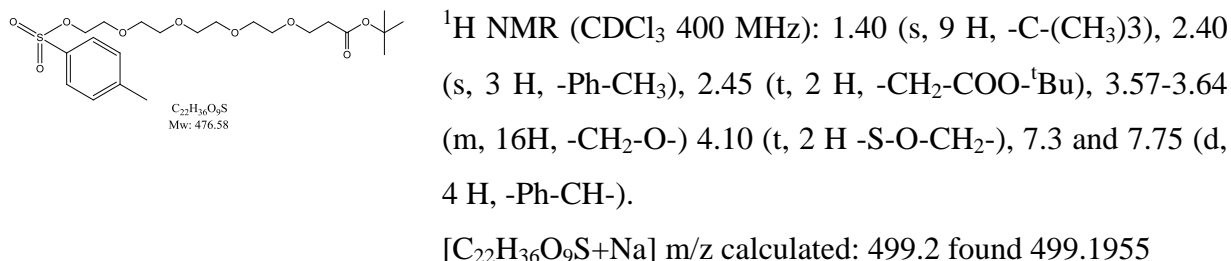 O
O
O
O
O
O
O
S
O
O
C₂₂H₃₆O₉S
Mw: 476.58
¹H NMR (CDCl₃ 400 MHz): 1.40 (s, 9 H, -C-(CH₃)3), 2.40
(s, 3 H, -Ph-CH₃), 2.45 (t, 2 H, -CH₂-COO-ᵗBu), 3.57-3.64
(m, 16H, -CH₂-O-) 4.10 (t, 2 H -S-O-CH₂-), 7.3 and 7.75 (d,
4 H, -Ph-CH-).
[C₂₂H₃₆O₉S+Na] m/z calculated: 499.2 found 499.1955